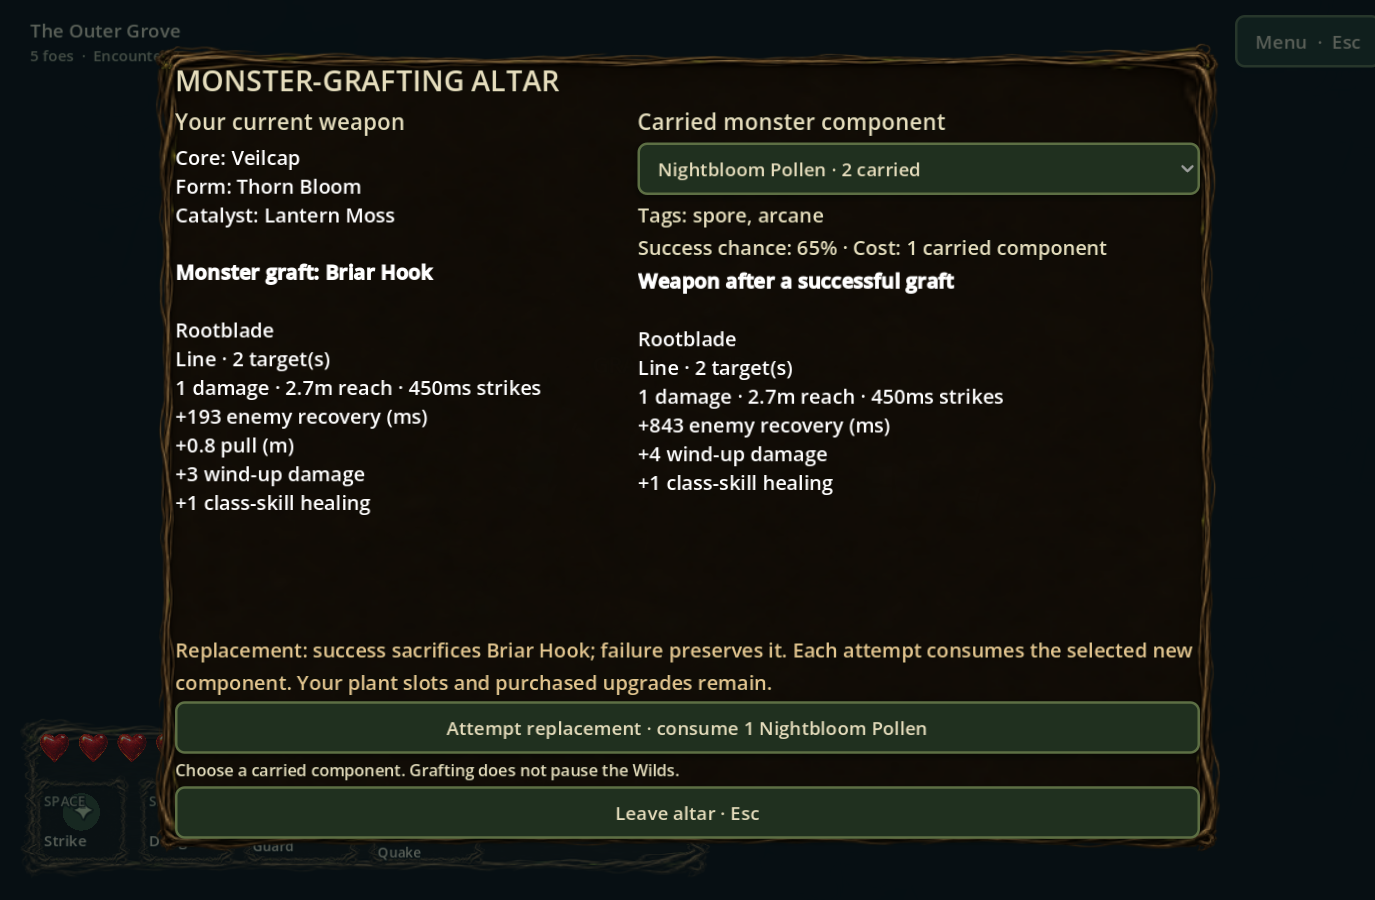 The Outer Grove
5 foes · Encounte
Menu · Esc
MONSTER-GRAFTING ALTAR
Your current weapon
Core: Veilcap
Form: Thorn Bloom
Catalyst: Lantern Moss
Monster graft: Briar Hook
Rootblade
Line · 2 target(s)
1 damage · 2.7m reach · 450ms strikes
+193 enemy recovery (ms)
+0.8 pull (m)
+3 wind-up damage
+1 class-skill healing
Carried monster component
Nightbloom Pollen · 2 carried
Tags: spore, arcane
Success chance: 65% · Cost: 1 carried component
Weapon after a successful graft
Rootblade
Line · 2 target(s)
1 damage · 2.7m reach · 450ms strikes
+843 enemy recovery (ms)
+4 wind-up damage
+1 class-skill healing
Replacement: success sacrifices Briar Hook; failure preserves it. Each attempt consumes the selected new
component. Your plant slots and purchased upgrades remain.
Attempt replacement · consume 1 Nightbloom Pollen
Choose a carried component. Grafting does not pause the Wilds.
Leave altar · Esc
SPACE
Strike
Guard
Quake